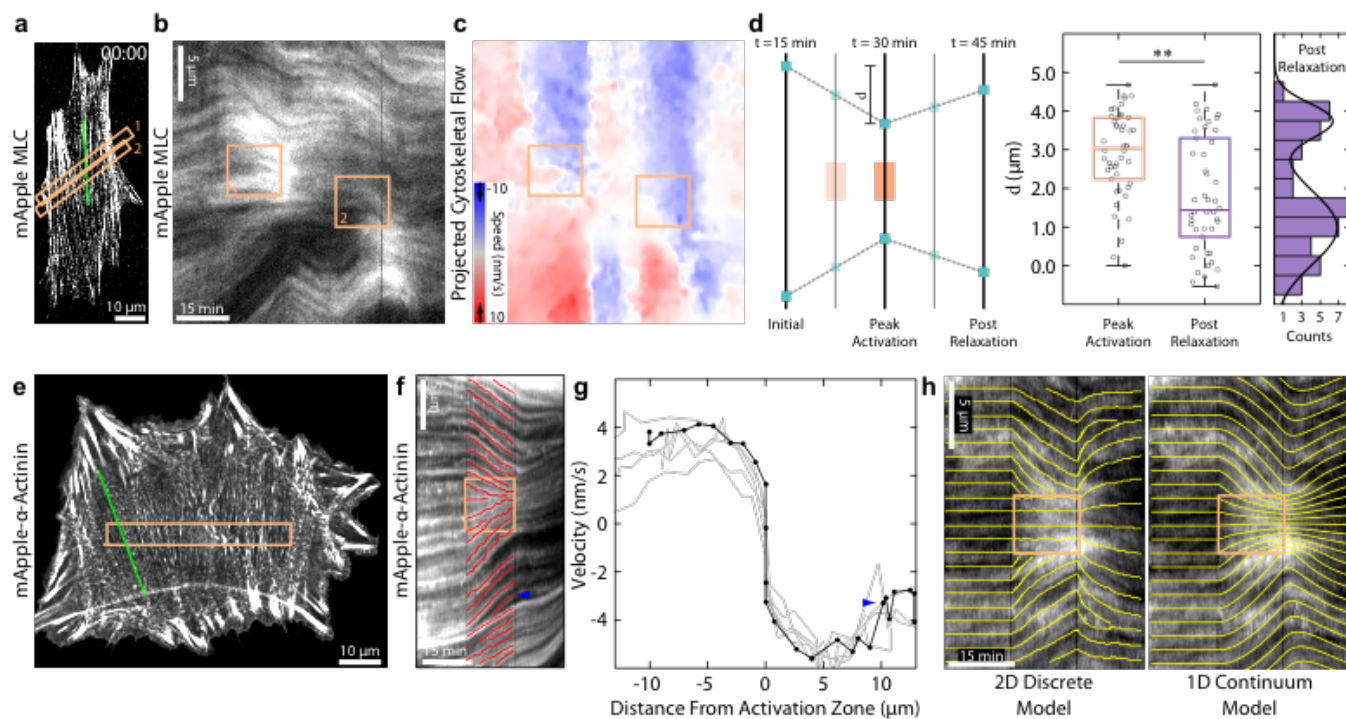 a
00:00
1
2
mApple MLC
10 μm
b
5 μm
mApple MLC
2
15 min
c
Projected Cytoskeletal Flow
-10
Speed (nm/s)
10
d
t =15 min
t = 30 min
t = 45 min
d
Initial
Peak
Activation
Post
Relaxation
**
5.0
4.0
3.0
2.0
1.0
0.0
d (μm)
Peak
Activation
Post
Relaxation
Post
Relaxation
1 3 5 7
Counts
e
mApple-α-Actinin
10 μm
f
5 μm
mApple-α-Actinin
15 min
g
4
2
0
-2
-4
Velocity (nm/s)
-10 -5 0 5 10
Distance From Activation Zone (μm)
h
5 μm
15 min
2D Discrete
Model
1D Continuum
Model